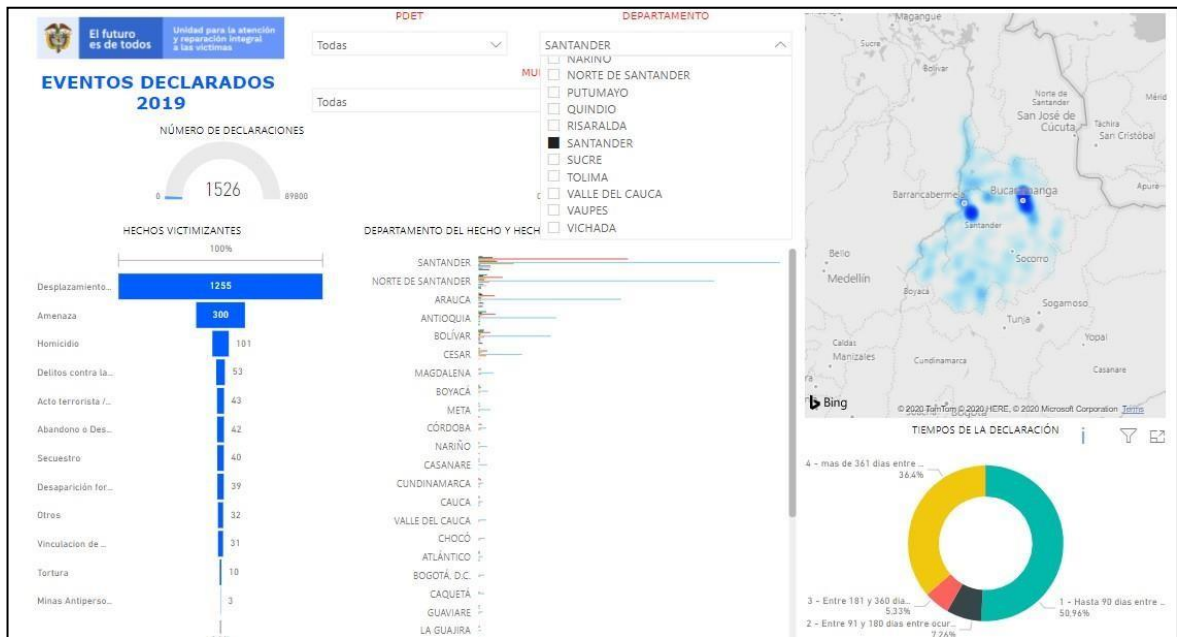 El futuro
es de todos
Unidad para la atención
y reparación integral
a las víctimas
EVENTOS DECLARADOS
2019
PDET
Todas
DEPARTAMENTO
SANTANDER
NARIÑO
NORTE DE SANTANDER
PUTUMAYO
QUINDIO
RISARALDA
SANTANDER
SUCRE
TOLIMA
VALLE DEL CAUCA
VAUPES
VICHADA
MU
Todas
NÚMERO DE DECLARACIONES
1526
0
89800
HECHOS VICTIMIZANTES
100%
Desplazamiento... 1255
Amenaza 300
Homicidio 101
Delitos contra la... 53
Acto terrorista /... 43
Abandono o Des... 42
Secuestro 40
Desaparición for... 39
Otros 32
Vinculacion de ... 31
Tortura 10
Minas Antiperso... 3
DEPARTAMENTO DEL HECHO Y HECH
SANTANDER
NORTE DE SANTANDER
ARAUCA
ANTIOQUIA
BOLÍVAR
CESAR
MAGDALENA
BOYACÁ
META
CÓRDOBA
NARIÑO
CASANARE
CUNDINAMARCA
CAUCA
VALLE DEL CAUCA
CHOCÓ
ATLÁNTICO
BOGOTÁ, D.C.
CAQUETÁ
GUAVIARE
LA GUAJIRA
Magangué
Sucre
Bolívar
Norte de
Santander
San José de
Cúcuta
Táchira
San Cristóbal
Mérid
Apure
Barrancabermeja
Bucaramanga
Santander
Bello
Medellín
Socorro
Boyacá
Sogamoso
Tunja
Yopal
Caldas
Manizales
Cundinamarca
Casanare
Bing
© 2020 TomTom © 2020 HERE, © 2020 Microsoft Corporation Terms
TIEMPOS DE LA DECLARACIÓN
4 - mas de 361 dias entre ...
36,4%
3 - Entre 181 y 360 dia...
5,33%
2 - Entre 91 y 180 dias entre ocur...
7,26%
1 - Hasta 90 dias entre ...
50,96%